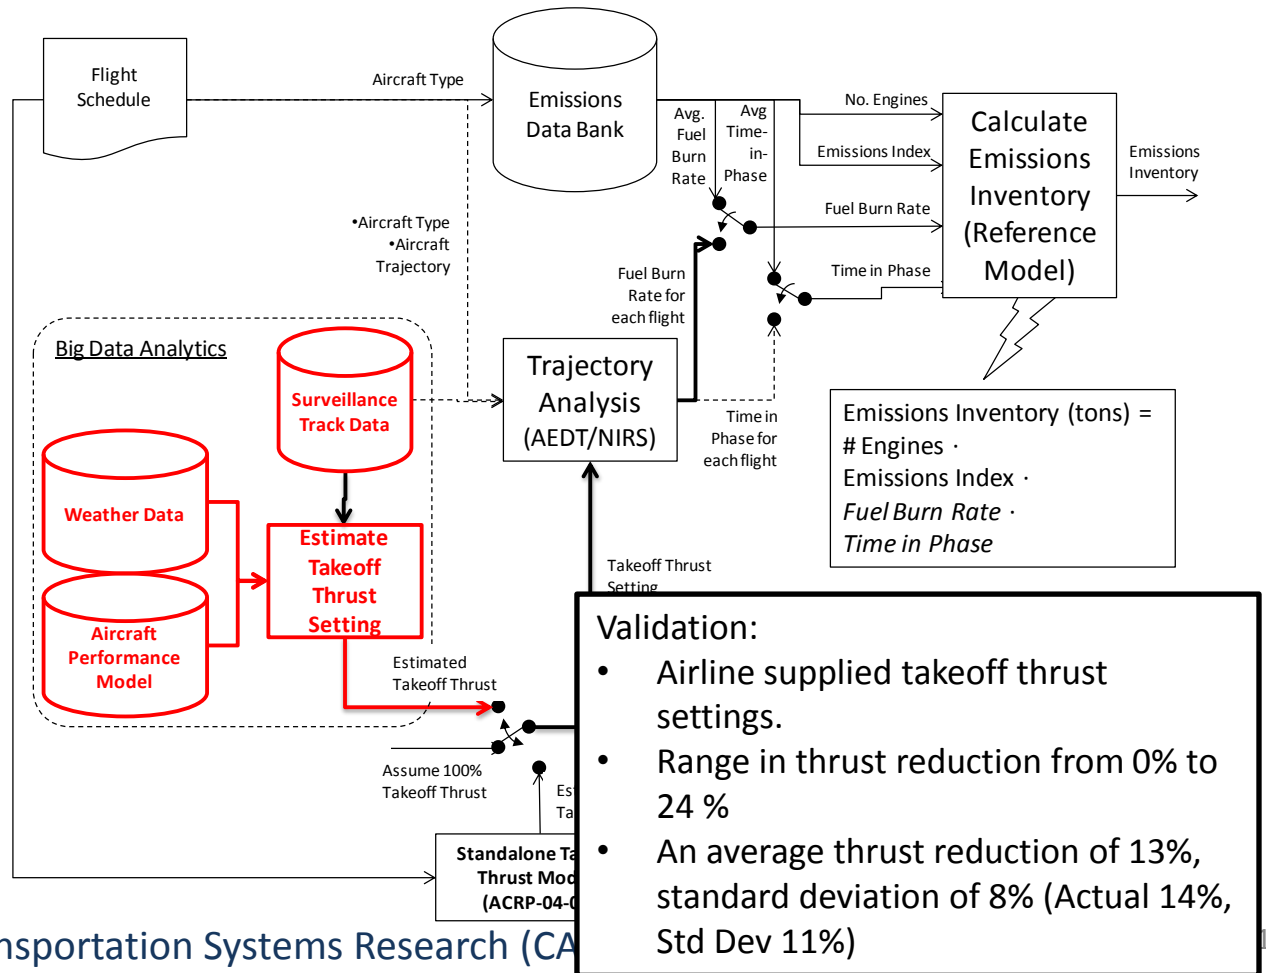 Flight
Schedule
Aircraft Type
Emissions
Data Bank
Avg.
Fuel
Burn
Rate
Avg
Time-
in-
Phase
No. Engines
Emissions Index
Fuel Burn Rate
Time in Phase
Calculate
Emissions
Inventory
(Reference
Model)
Emissions
Inventory
•Aircraft Type
•Aircraft
Trajectory
Fuel Burn
Rate for
each flight
Big Data Analytics
Surveillance
Track Data
Trajectory
Analysis
(AEDT/NIRS)
Time in
Phase for
each flight
Emissions Inventory (tons) =
# Engines ·
Emissions Index ·
Fuel Burn Rate ·
Time in Phase
Weather Data
Estimate
Takeoff
Thrust
Setting
Aircraft
Performance
Model
Takeoff Thrust
Setting
Estimated
Takeoff Thrust
Assume 100%
Takeoff Thrust
Standalone
Thrust
Validation:
• Airline supplied takeoff thrust
settings.
• Range in thrust reduction from 0% to
24 %
• An average thrust reduction of 13%,
standard deviation of 8% (Actual 14%,
Std Dev 11%)
Systems Research